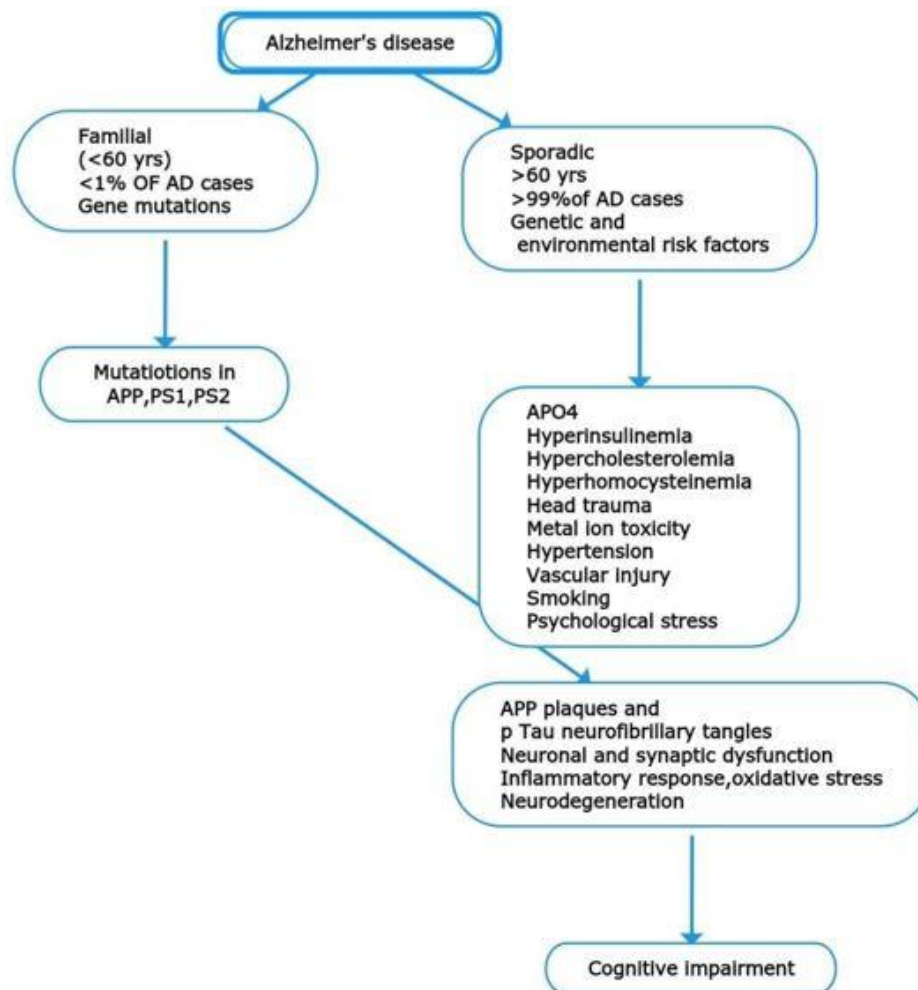 Alzheimer's disease
Familial
(<60 yrs)
<1% OF AD cases
Gene mutations
Sporadic
>60 yrs
>99%of AD cases
Genetic and
environmental risk factors
Mutatiotions in
APP,PS1,PS2
APO4
Hyperinsulinemia
Hypercholesterolemia
Hyperhomocysteinemia
Head trauma
Metal ion toxicity
Hypertension
Vascular injury
Smoking
Psychological stress
APP plaques and
p Tau neurofibrillary tangles
Neuronal and synaptic dysfunction
Inflammatory response,oxidative stress
Neurodegeneration
Cognitive impairment